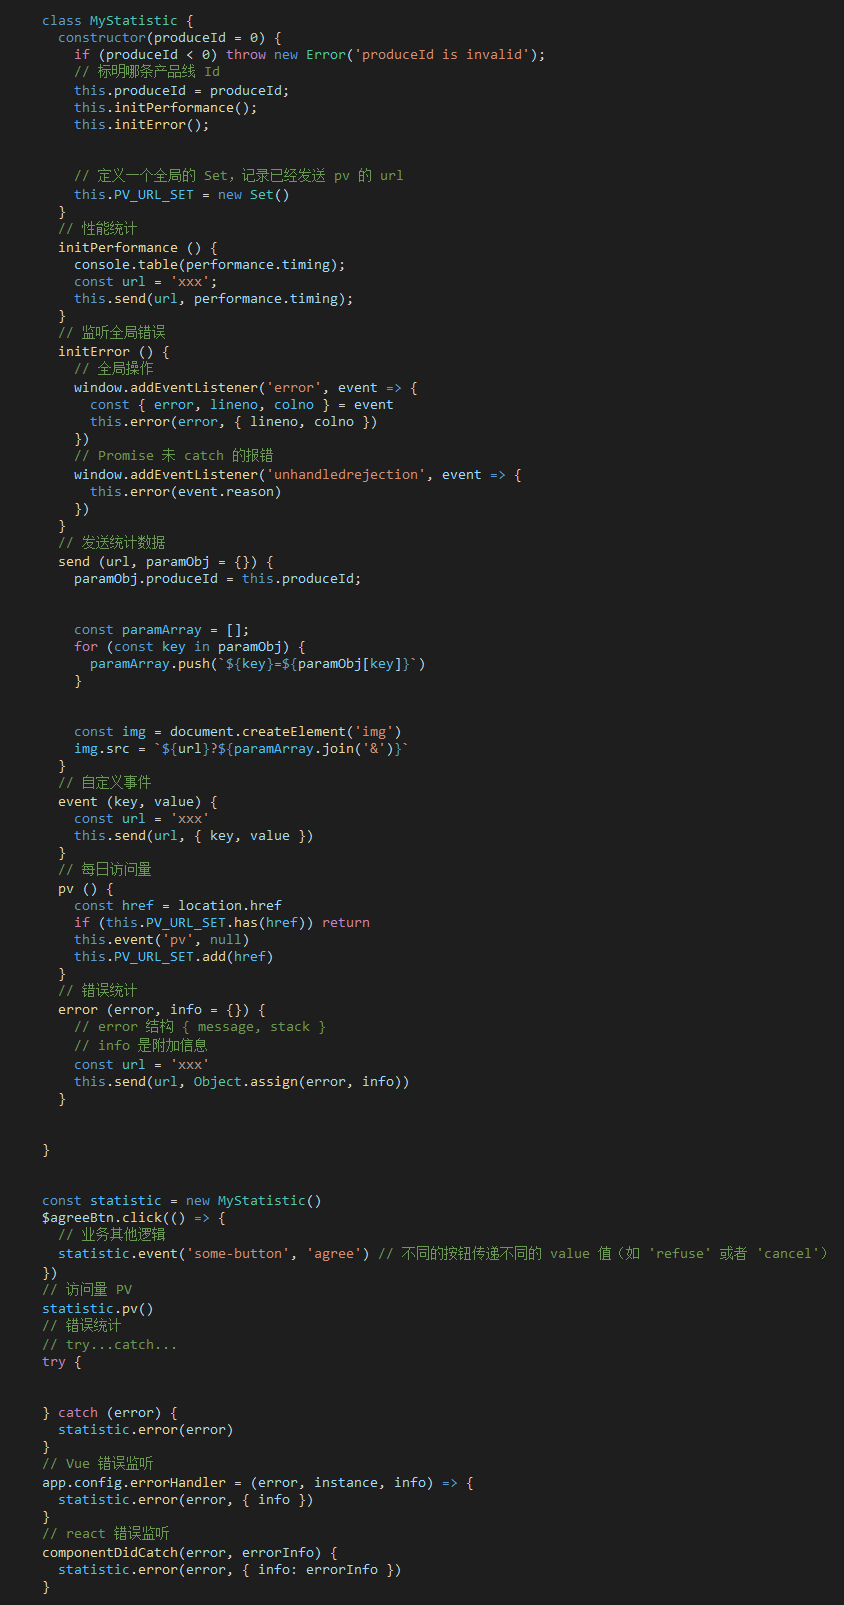 class MyStatistic {
  constructor(produceId = 0) {
    if (produceId < 0) throw new Error('produceId is invalid');
    // 标明哪条产品线 Id
    this.produceId = produceId;
    this.initPerformance();
    this.initError();

    // 定义一个全局的 Set，记录已经发送 pv 的 url
    this.PV_URL_SET = new Set()
  }
  // 性能统计
  initPerformance () {
    console.table(performance.timing);
    const url = 'xxx';
    this.send(url, performance.timing);
  }
  // 监听全局错误
  initError () {
    // 全局操作
    window.addEventListener('error', event => {
      const { error, lineno, colno } = event
      this.error(error, { lineno, colno })
    })
    // Promise 未 catch 的报错
    window.addEventListener('unhandledrejection', event => {
      this.error(event.reason)
    })
  }
  // 发送统计数据
  send (url, paramObj = {}) {
    paramObj.produceId = this.produceId;

    const paramArray = [];
    for (const key in paramObj) {
      paramArray.push(`${key}=${paramObj[key]}`)
    }

    const img = document.createElement('img')
    img.src = `${url}?${paramArray.join('&')}`
  }
  // 自定义事件
  event (key, value) {
    const url = 'xxx'
    this.send(url, { key, value })
  }
  // 每日访问量
  pv () {
    const href = location.href
    if (this.PV_URL_SET.has(href)) return
    this.event('pv', null)
    this.PV_URL_SET.add(href)
  }
  // 错误统计
  error (error, info = {}) {
    // error 结构 { message, stack }
    // info 是附加信息
    const url = 'xxx'
    this.send(url, Object.assign(error, info))
  }

}

const statistic = new MyStatistic()
$agreeBtn.click(() => {
  // 业务其他逻辑
  statistic.event('some-button', 'agree') // 不同的按钮传递不同的 value 值（如 'refuse' 或者 'cancel'）
})
// 访问量 PV
statistic.pv()
// 错误统计
// try...catch...
try {

} catch (error) {
  statistic.error(error)
}
// Vue 错误监听
app.config.errorHandler = (error, instance, info) => {
  statistic.error(error, { info })
}
// react 错误监听
componentDidCatch(error, errorInfo) {
  statistic.error(error, { info: errorInfo })
}